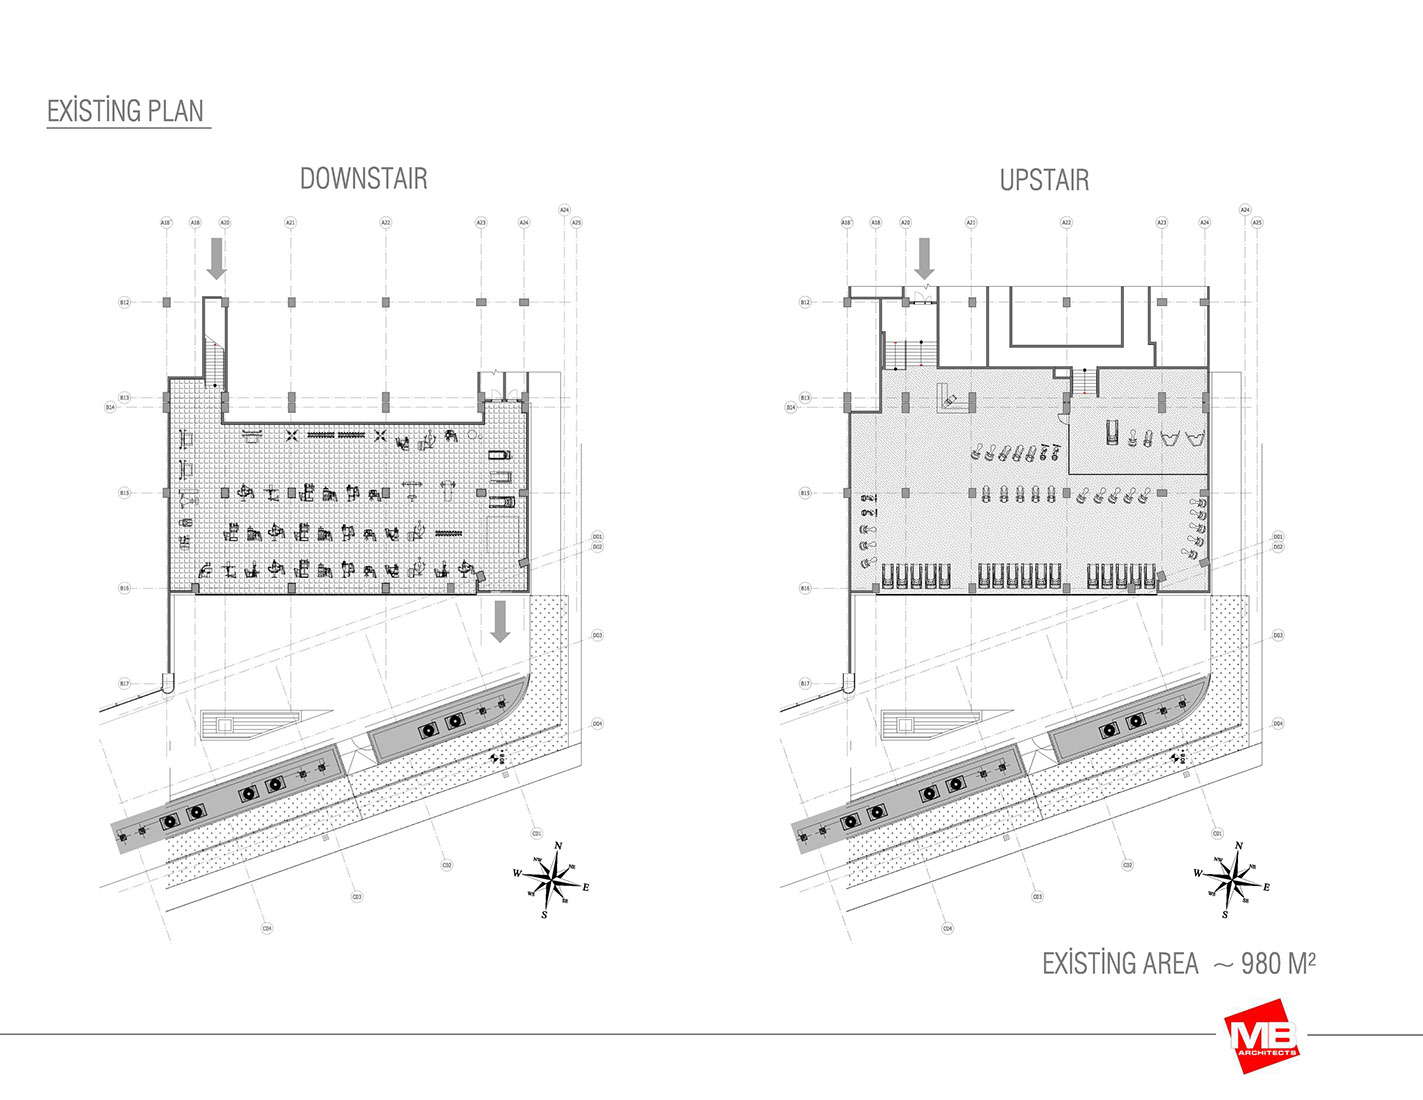 EXİSTİNG PLAN
DOWNSTAIR
UPSTAIR
A24
A24
A18' A18 A20 A21 A22 A23 A24 A25
A18' A18 A20 A21 A22 A23 A24 A25
B12
B12
B13
B13
B14
B14
B15
B15
D01
D01
D02
D02
B16
B16
D03
D03
B17
B17
D04
D04
C01
C01
C02
C02
C03
C03
C04
C04
N
N
NW NE
NW NE
W E
W E
WS SE
WS SE
S
S
EXİSTİNG AREA ~ 980 M²
MB
ARCHITECTS